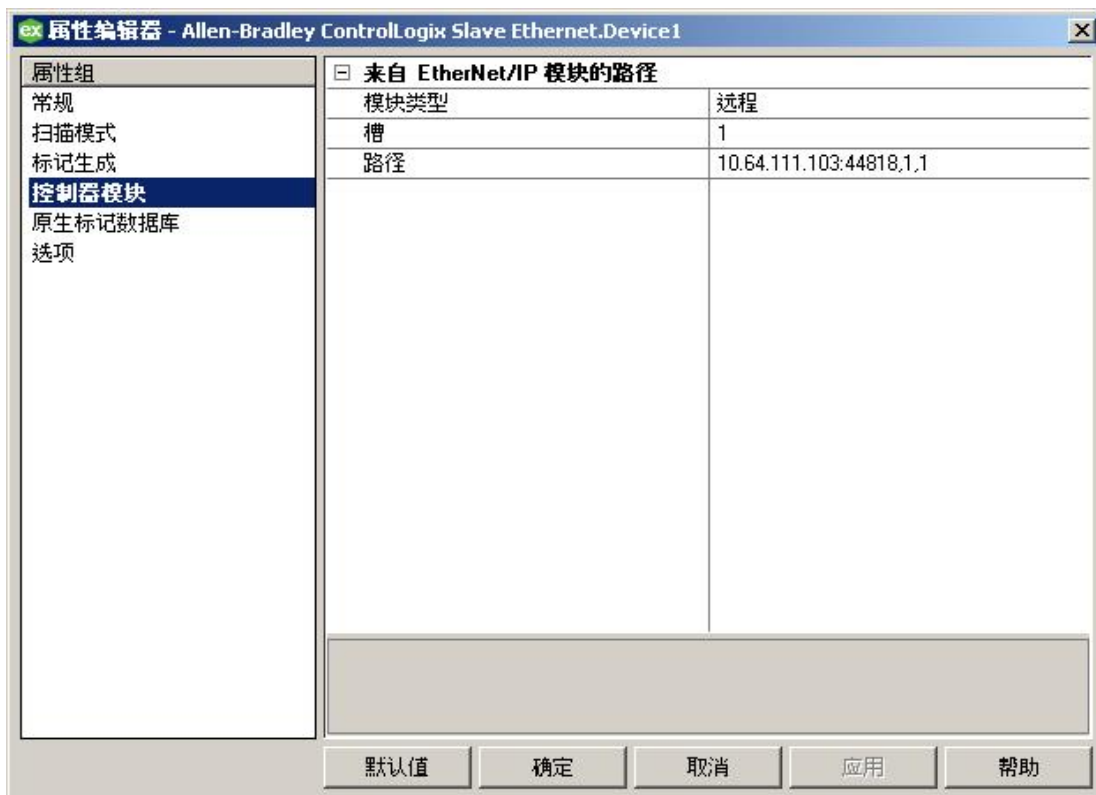 ex 属性编辑器 - Allen-Bradley ControlLogix Slave Ethernet.Device1
属性组
常规
扫描模式
标记生成
控制器模块
原生标记数据库
选项
来自 EtherNet/IP 模块的路径
模块类型 远程
槽 1
路径 10.64.111.103:44818,1,1
默认值 确定 取消 应用 帮助